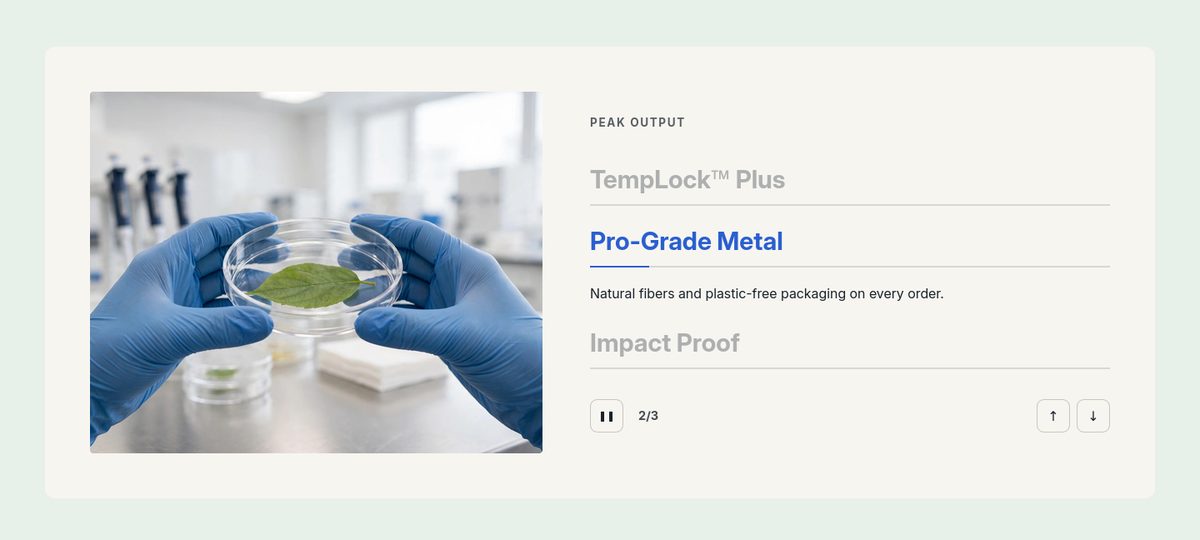 PEAK OUTPUT
TempLock™ Plus
Pro-Grade Metal
Natural fibers and plastic-free packaging on every order.
Impact Proof
2/3
↑ ↓